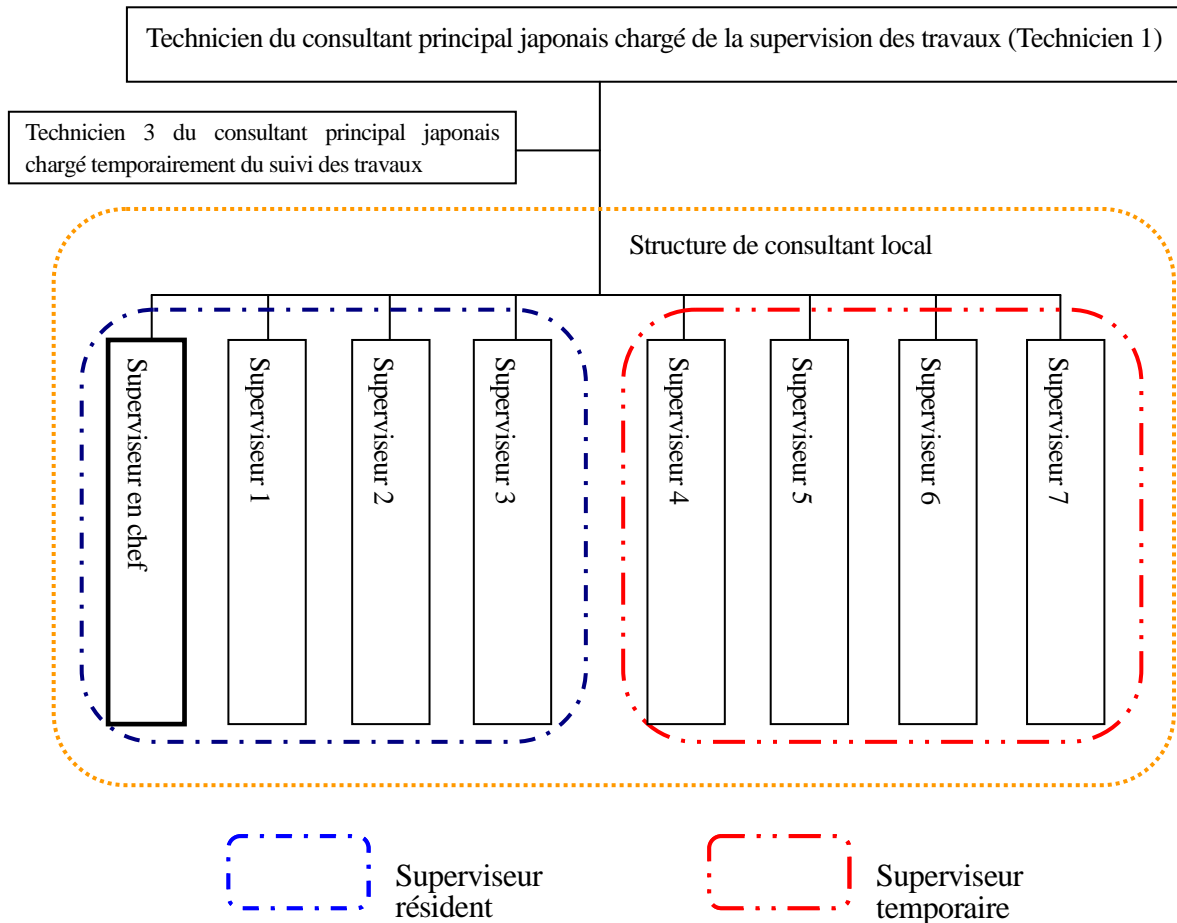 Technicien du consultant principal japonais chargé de la supervision des travaux (Technicien 1)
Technicien 3 du consultant principal japonais
chargé temporairement du suivi des travaux
Structure de consultant local
Superviseur en chef
Superviseur 1
Superviseur 2
Superviseur 3
Superviseur 4
Superviseur 5
Superviseur 6
Superviseur 7
Superviseur
résident
Superviseur
temporaire